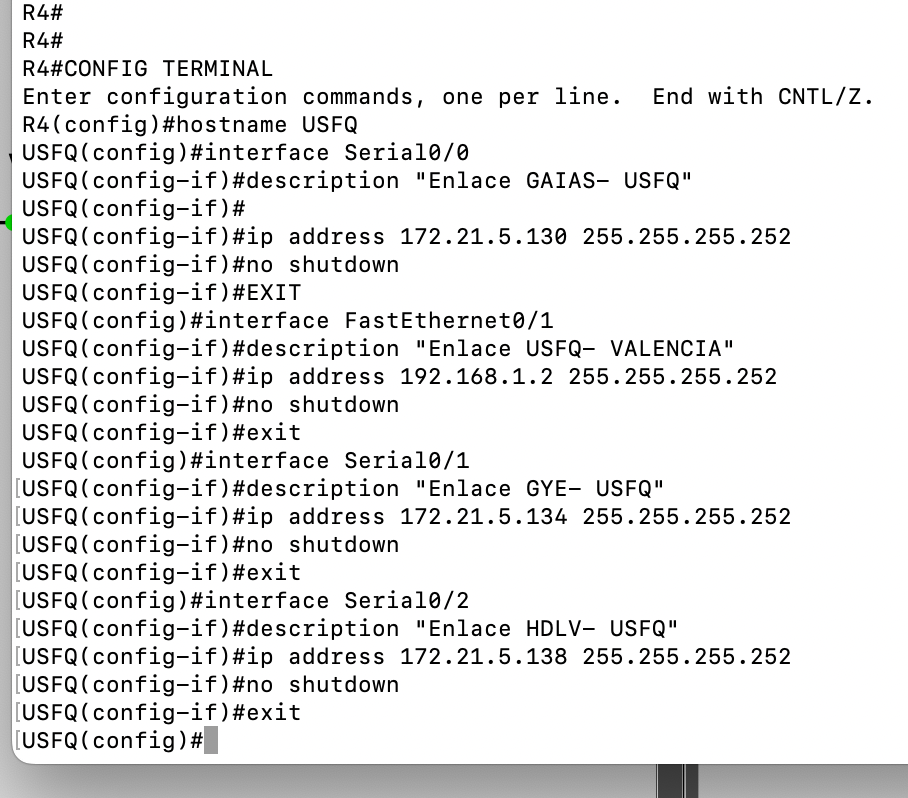 R4#
R4#
R4#CONFIG TERMINAL
Enter configuration commands, one per line.  End with CNTL/Z.
R4(config)#hostname USFQ
USFQ(config)#interface Serial0/0
USFQ(config-if)#description "Enlace GAIAS- USFQ"
USFQ(config-if)#
USFQ(config-if)#ip address 172.21.5.130 255.255.255.252
USFQ(config-if)#no shutdown
USFQ(config-if)#EXIT
USFQ(config)#interface FastEthernet0/1
USFQ(config-if)#description "Enlace USFQ- VALENCIA"
USFQ(config-if)#ip address 192.168.1.2 255.255.255.252
USFQ(config-if)#no shutdown
USFQ(config-if)#exit
USFQ(config)#interface Serial0/1
[USFQ(config-if)#description "Enlace GYE- USFQ"
[USFQ(config-if)#ip address 172.21.5.134 255.255.255.252
[USFQ(config-if)#no shutdown
[USFQ(config-if)#exit
[USFQ(config)#interface Serial0/2
[USFQ(config-if)#description "Enlace HDLV- USFQ"
[USFQ(config-if)#ip address 172.21.5.138 255.255.255.252
[USFQ(config-if)#no shutdown
[USFQ(config-if)#exit
[USFQ(config)#